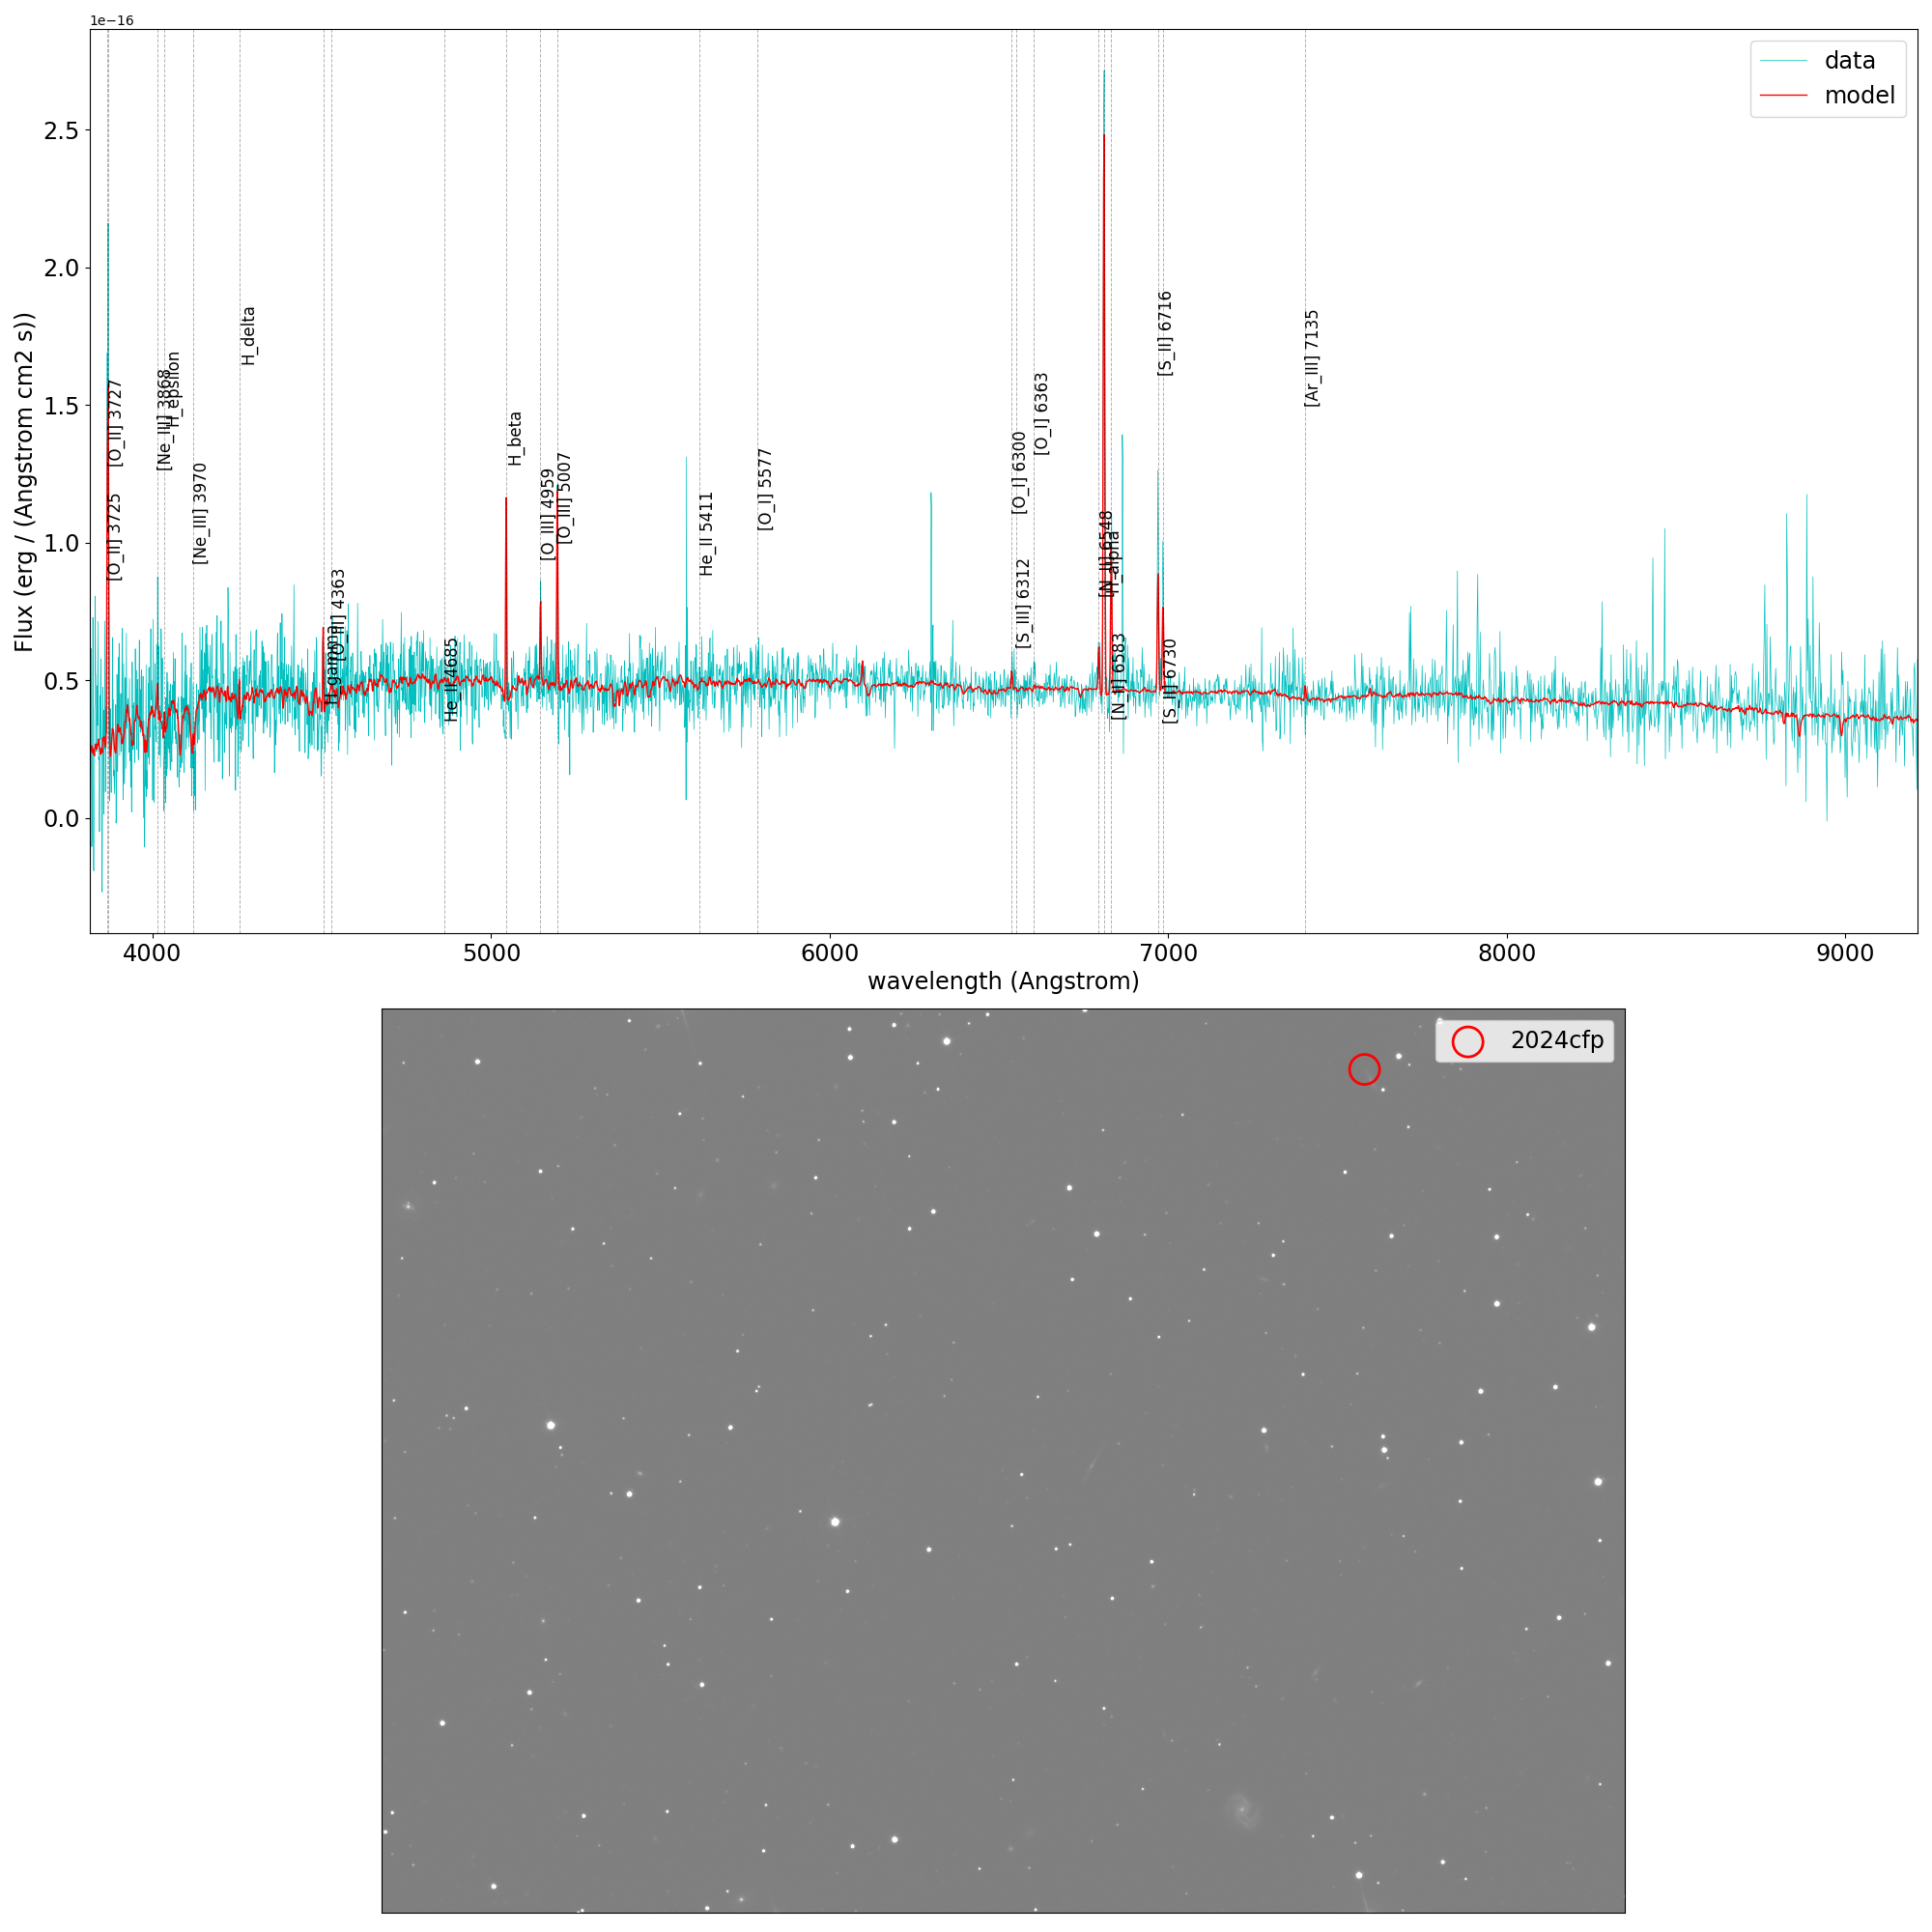 1e−16
data
model
Flux (erg / (Angstrom cm2 s))
2.5
2.0
1.5
1.0
0.5
0.0
[O_II] 3727
[O_II] 3725
[Ne_III] 3868
H_epsilon
[Ne_III] 3970
H_delta
H_gamma
[O_III] 4363
He_II 4685
H_beta
[O_III] 4959
[O_III] 5007
He_II 5411
[O_I] 5577
[O_I] 6300
[S_III] 6312
[O_I] 6363
[N_II] 6548
H_alpha
[N_II] 6583
[S_II] 6716
[S_II] 6730
[Ar_III] 7135
4000
5000
6000
7000
8000
9000
wavelength (Angstrom)
2024cfp